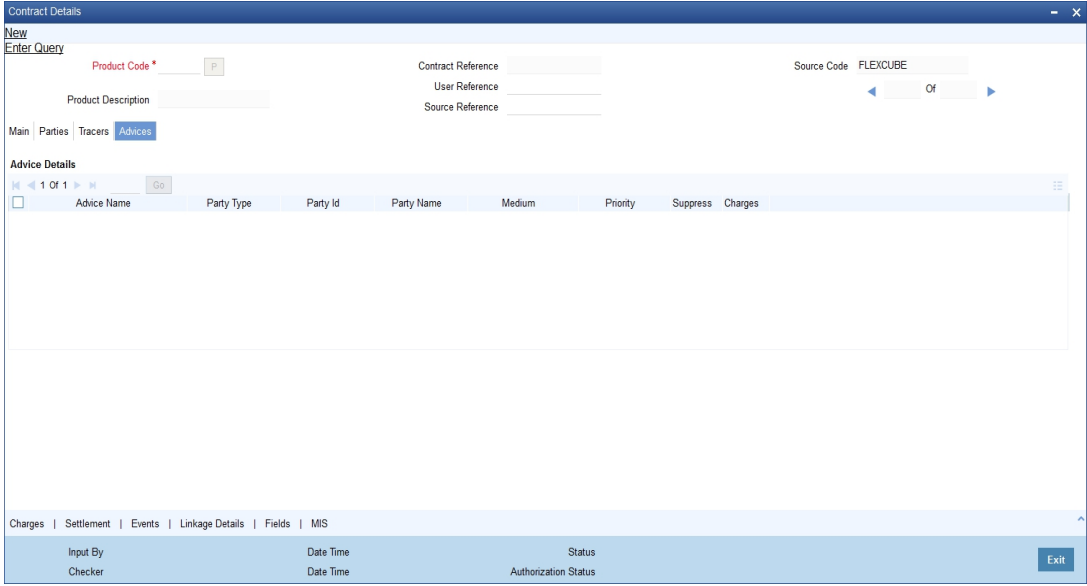 Contract Details
New
Enter Query
Product Code * P Contract Reference Source Code FLEXCUBE
User Reference Of
Product Description
Source Reference
Main Parties Tracers Advices
Advice Details
1 Of 1 Go
Advice Name Party Type Party Id Party Name Medium Priority Suppress Charges
Charges | Settlement | Events | Linkage Details | Fields | MIS
Input By Date Time Status
Checker Date Time Authorization Status
Exit